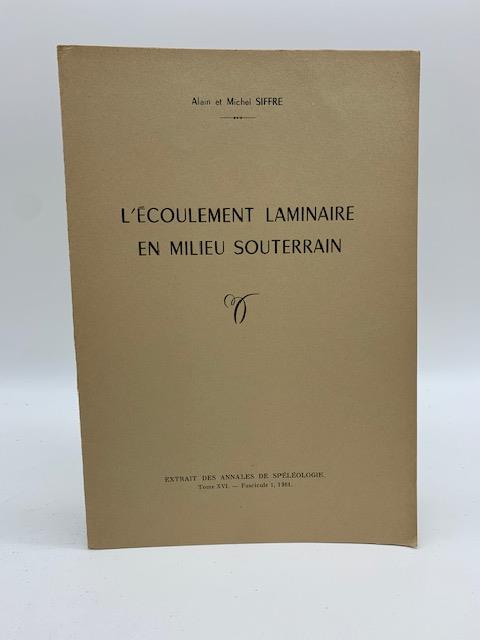 Alain et Michel SIFFRE
L'ÉCOULEMENT LAMINAIRE
EN MILIEU SOUTERRAIN
EXTRAIT DES ANNALES DE SPÉLÉOLOGIE.
Tome XVI. — Fascicule 1, 1961.